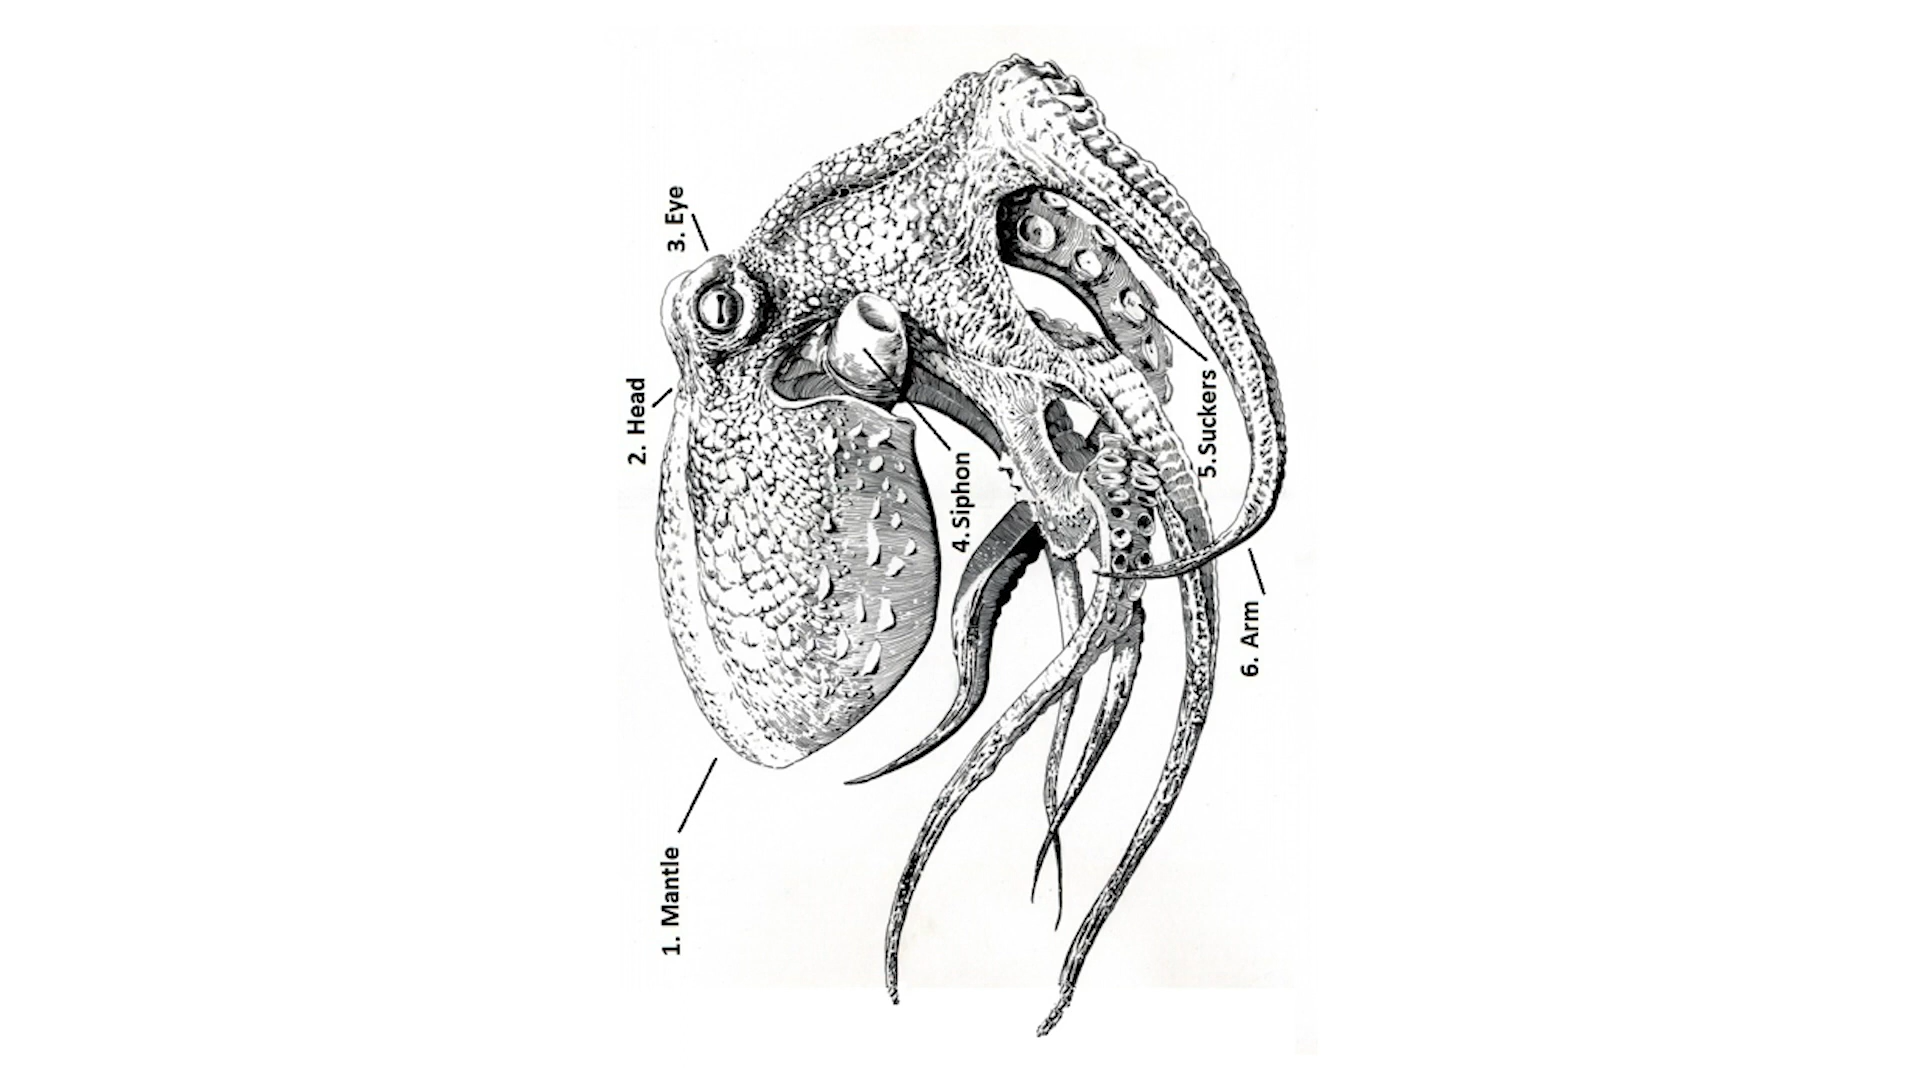 1. Mantle
2. Head
3. Eye
4.Siphon
5.Suckers
6. Arm